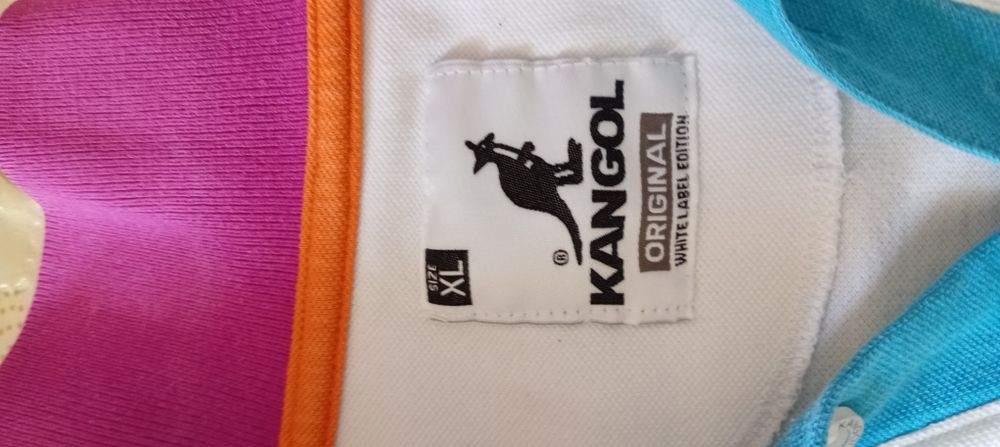 SIZE
XL
®
KANGOL
ORIGINAL
WHITE LABEL EDITION